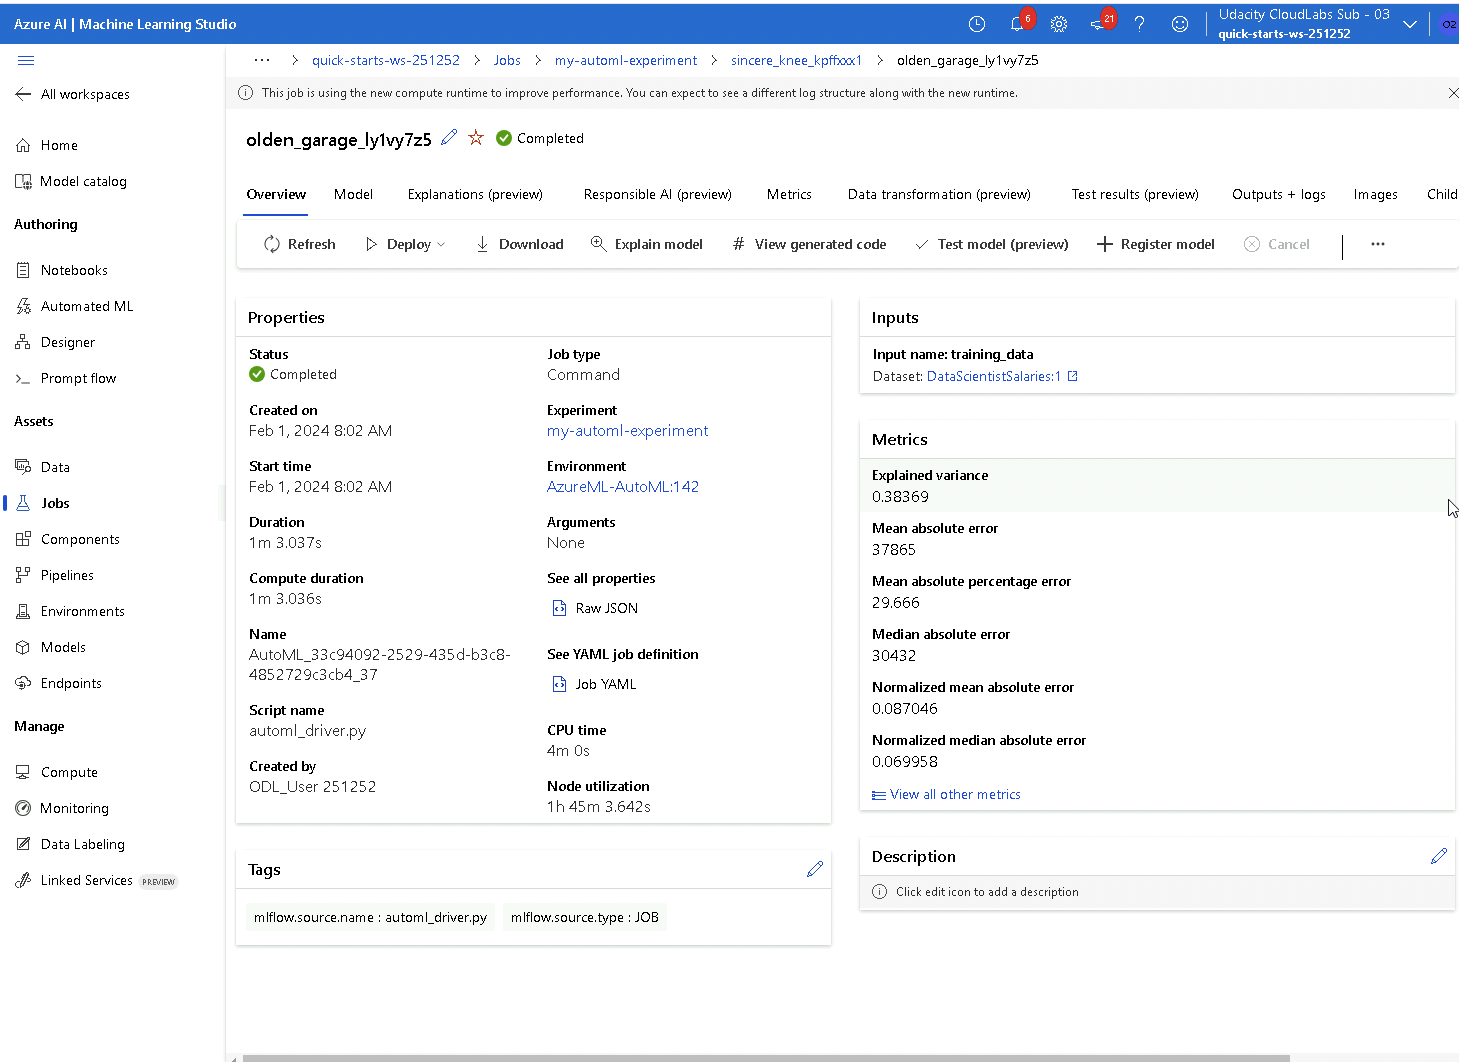 Azure AI | Machine Learning Studio
6
21
Udacity CloudLabs Sub - 03
quick-starts-ws-251252
O2
All workspaces
Home
Model catalog
Authoring
Notebooks
Automated ML
Designer
Prompt flow
Assets
Data
Jobs
Components
Pipelines
Environments
Models
Endpoints
Manage
Compute
Monitoring
Data Labeling
Linked Services PREVIEW
... > quick-starts-ws-251252 > Jobs > my-automl-experiment > sincere_knee_kpffxxx1 > olden_garage_ly1vy7z5
This job is using the new compute runtime to improve performance. You can expect to see a different log structure along with the new runtime.
olden_garage_ly1vy7z5 Completed
Overview Model Explanations (preview) Responsible AI (preview) Metrics Data transformation (preview) Test results (preview) Outputs + logs Images Child
Refresh Deploy Download Explain model # View generated code Test model (preview) Register model Cancel ...
Properties
Status
Completed
Created on
Feb 1, 2024 8:02 AM
Start time
Feb 1, 2024 8:02 AM
Duration
1m 3.037s
Compute duration
1m 3.036s
Name
AutoML_33c94092-2529-435d-b3c8-
4852729c3cb4_37
Script name
automl_driver.py
Created by
ODL_User 251252
Job type
Command
Experiment
my-automl-experiment
Environment
AzureML-AutoML:142
Arguments
None
See all properties
Raw JSON
See YAML job definition
Job YAML
CPU time
4m 0s
Node utilization
1h 45m 3.642s
Tags
mlflow.source.name : automl_driver.py
mlflow.source.type : JOB
Inputs
Input name: training_data
Dataset: DataScientistSalaries:1
Metrics
Explained variance
0.38369
Mean absolute error
37865
Mean absolute percentage error
29.666
Median absolute error
30432
Normalized mean absolute error
0.087046
Normalized median absolute error
0.069958
View all other metrics
Description
Click edit icon to add a description